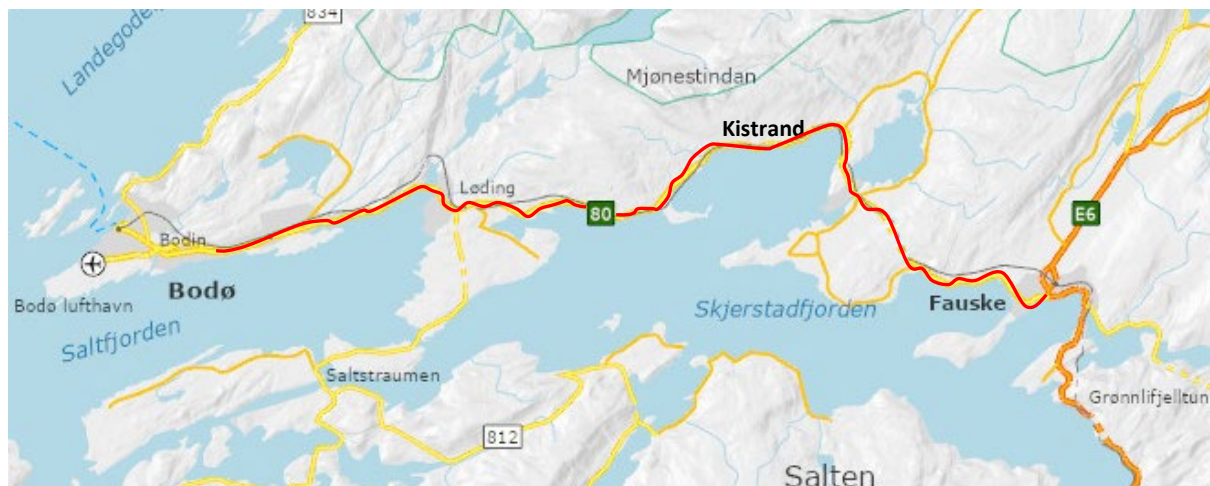 834
Landegode
Mjønestindan
Kistrand
Løding
80
E6
Bodin
Bodø
Bodø lufthavn
Saltfjorden
Skjerstadfjorden
Fauske
Saltstraumen
Grønnlifjelltun
812
Salten